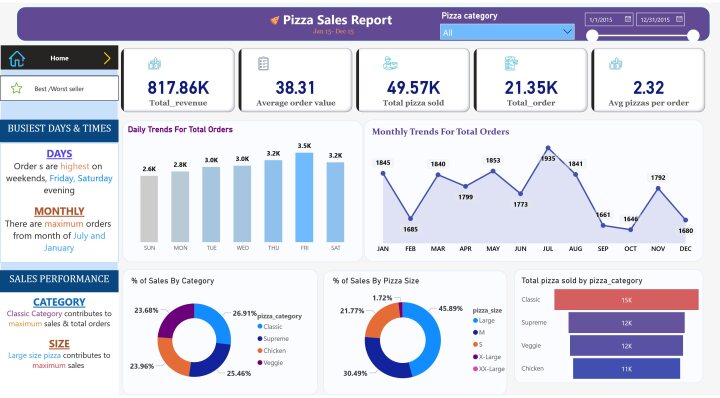 Pizza Sales Report
Jan 15- Dec 15
Pizza category
All
1/1/2015
12/31/2015
Home
Best /Worst seller
817.86K
Total_revenue
38.31
Average order value
49.57K
Total pizza sold
21.35K
Total_order
2.32
Avg pizzas per order
BUSIEST DAYS & TIMES
DAYS
Order s are highest on
weekends, Friday, Saturday
evening
MONTHLY
There are maximum orders
from month of July and
January
SALES PERFORMANCE
CATEGORY
Classic Category contributes to
maximum sales & total orders
SIZE
Large size pizza contributes to
maximum sales
Daily Trends For Total Orders
2.6K
2.8K
3.0K
3.0K
3.2K
3.5K
3.2K
SUN
MON
TUE
WED
THU
FRI
SAT
Monthly Trends For Total Orders
1845
1685
1840
1799
1853
1773
1935
1841
1661
1646
1792
1680
JAN
FEB
MAR
APR
MAY
JUN
JUL
AUG
SEP
OCT
NOV
DEC
% of Sales By Category
23.68%
26.91%
23.96%
25.46%
pizza_category
Classic
Supreme
Chicken
Veggie
% of Sales By Pizza Size
1.72%
21.77%
45.89%
30.49%
pizza_size
Large
M
S
X-Large
XX-Large
Total pizza sold by pizza_category
Classic
15K
Supreme
12K
Veggie
12K
Chicken
11K